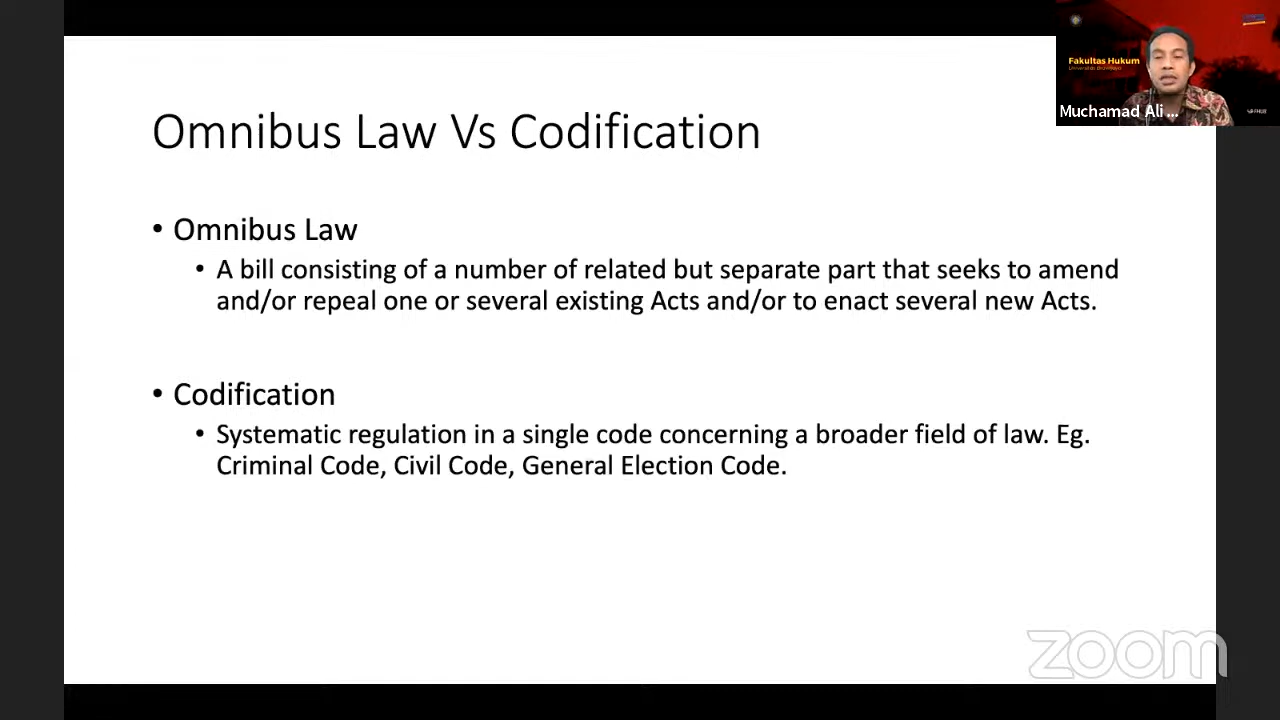 Fakultas Hukum
Universitas Brawijaya
Muchamad Ali ...
Omnibus Law Vs Codification
• Omnibus Law
• A bill consisting of a number of related but separate part that seeks to amend
and/or repeal one or several existing Acts and/or to enact several new Acts.
• Codification
• Systematic regulation in a single code concerning a broader field of law. Eg.
Criminal Code, Civil Code, General Election Code.
zoom